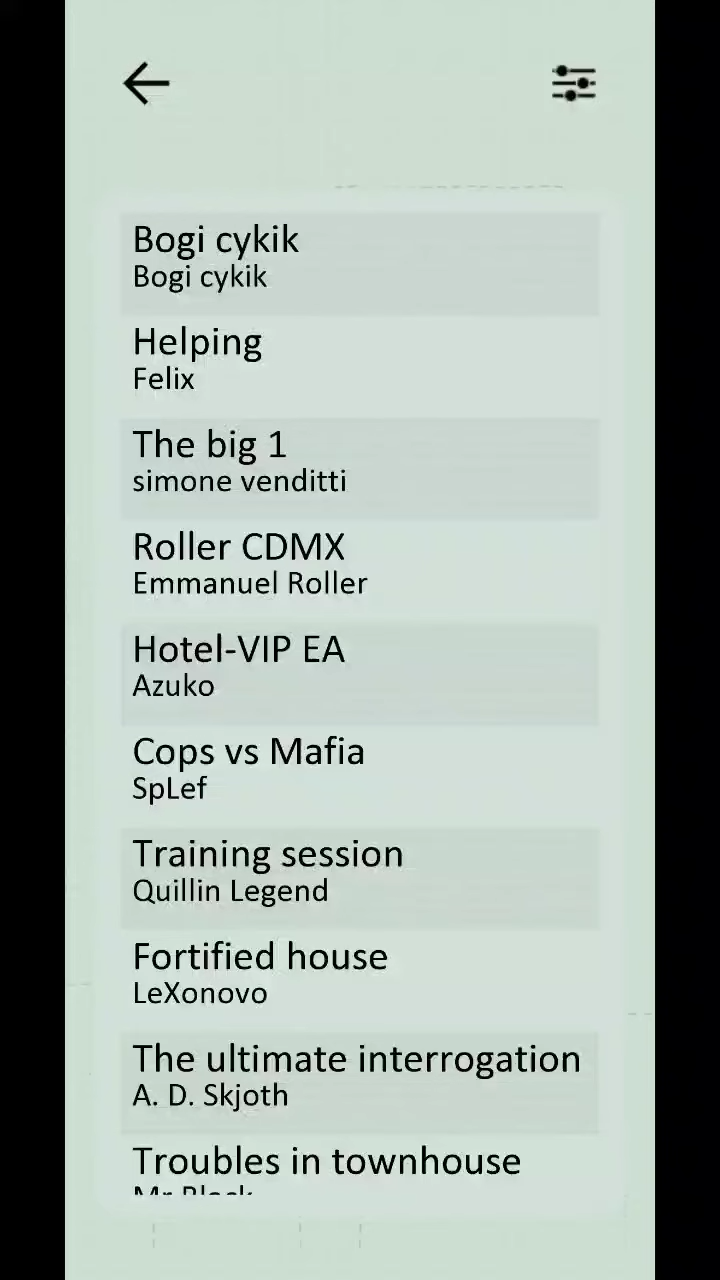 Bogi cykik
Bogi cykik
Helping
Felix
The big 1
simone venditti
Roller CDMX
Emmanuel Roller
Hotel-VIP EA
Azuko
Cops vs Mafia
SpLef
Training session
Quillin Legend
Fortified house
LeXonovo
The ultimate interrogation
A. D. Skjoth
Troubles in townhouse